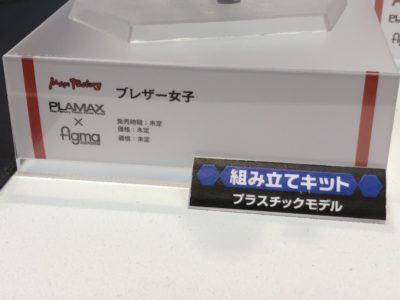 Max Factory
ブレザー女子
PLAMAX
×
figma
発売時期：未定
価格：未定
価格：未定
組み立てキット
プラスチックモデル